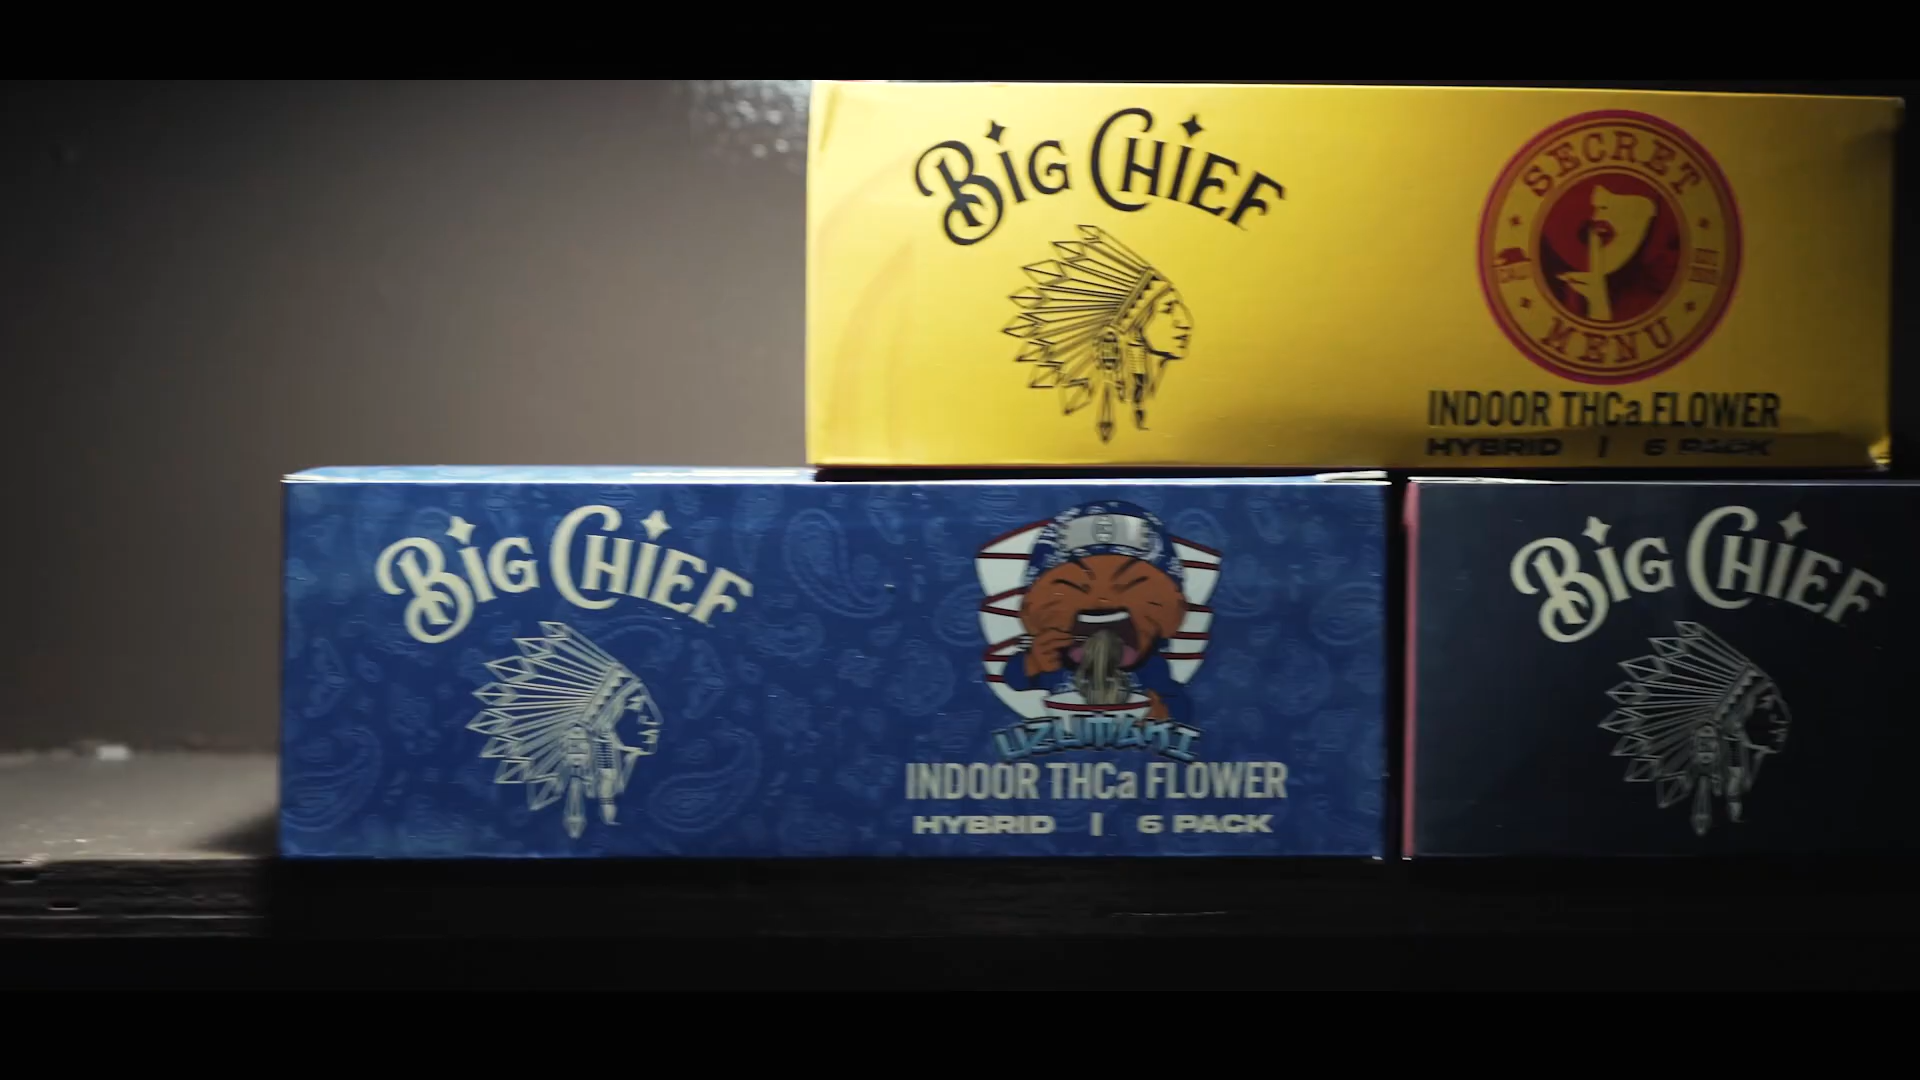 BIG CHIEF
SECRET
MENU
INDOOR THCa FLOWER
HYBRID | 6 PACK
BIG CHIEF
UZUMAKI
INDOOR THCa FLOWER
HYBRID | 6 PACK
BIG CHIEF